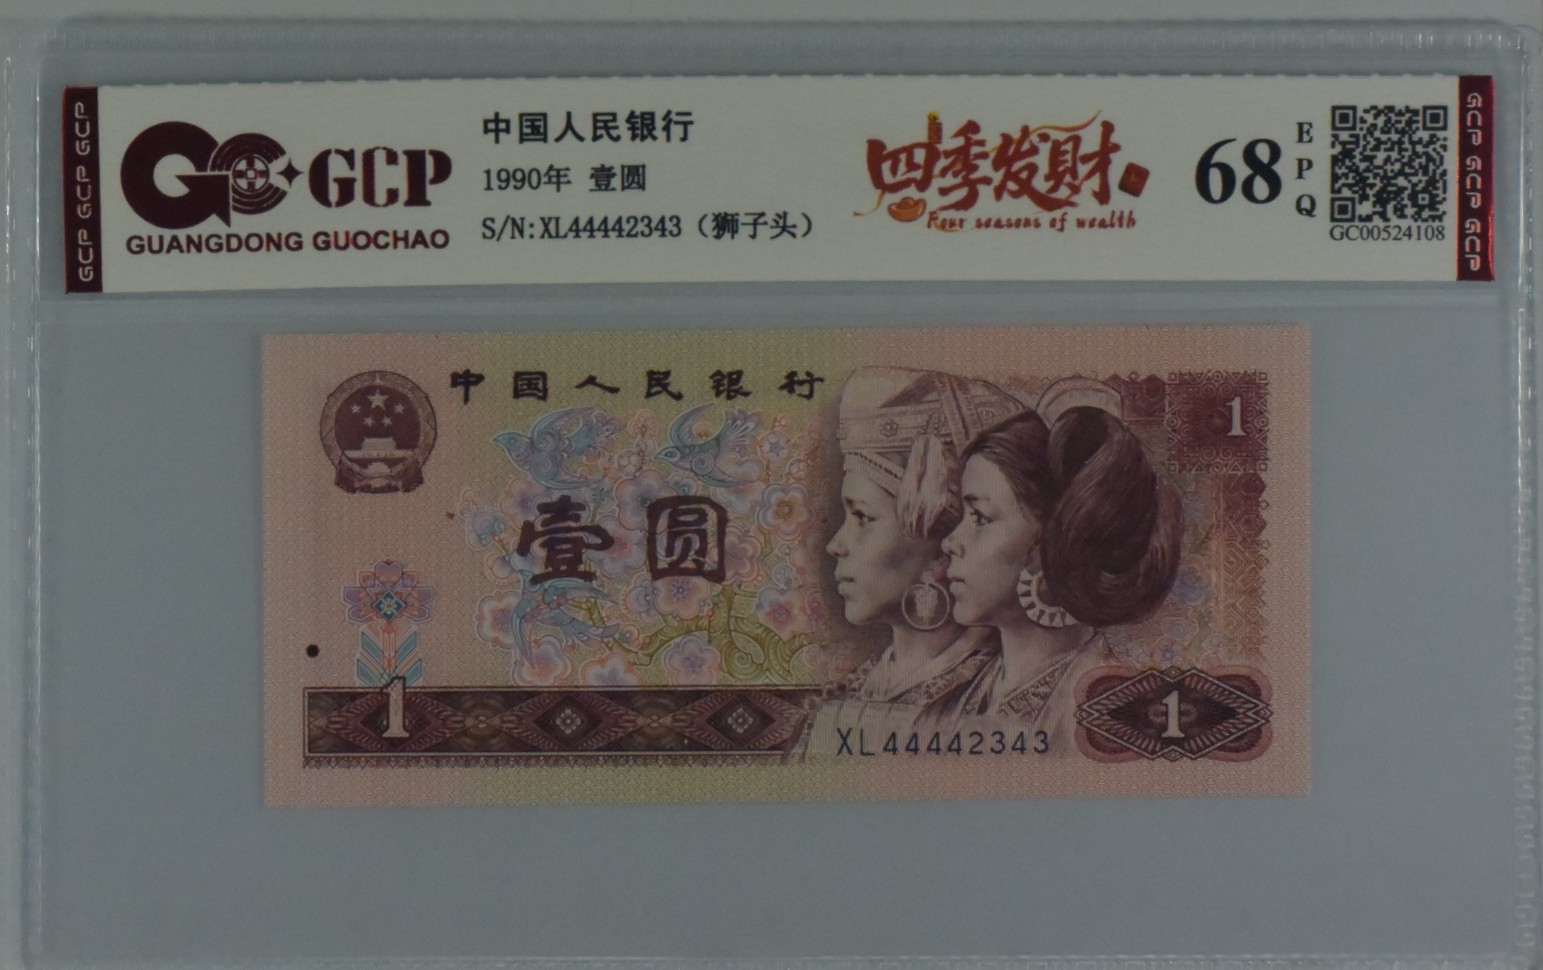 GCP GCP GCP
GCP
GUANGDONG GUOCHAO
中国人民银行
1990年 壹圆
S/N:XL44442343（狮子头）
四季发财
Four seasons of wealth
68
EPQ
GC00524108
GCP GCP GCP
中国人民银行
1
壹圆
1
XL44442343
1